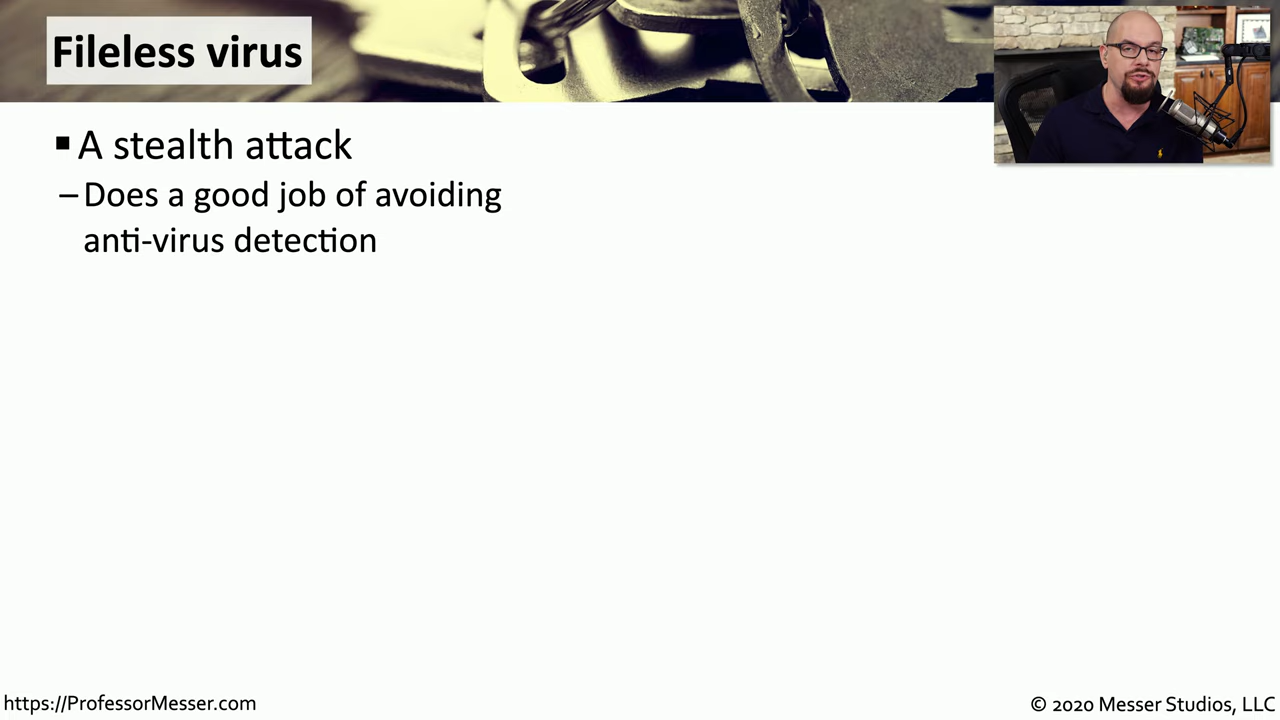 Fileless virus
▪ A stealth attack
– Does a good job of avoiding
anti-virus detection
https://ProfessorMesser.com
© 2020 Messer Studios, LLC